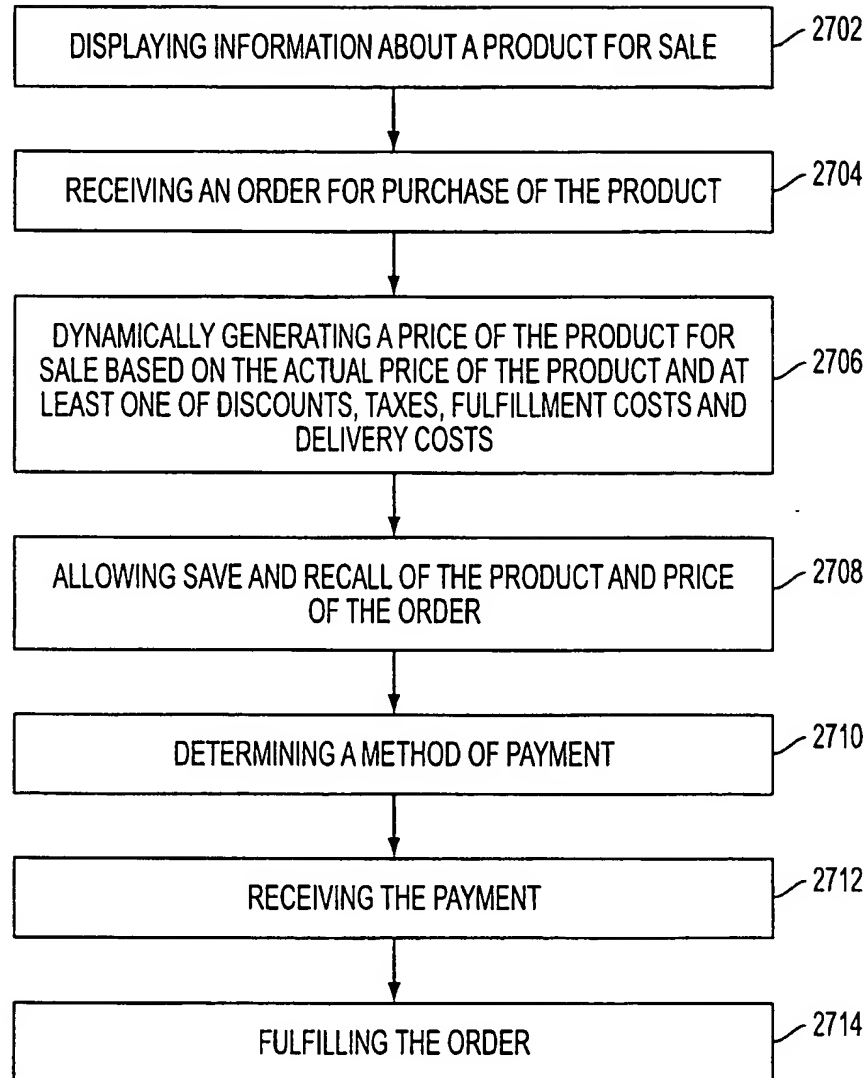 DISPLAYING INFORMATION ABOUT A PRODUCT FOR SALE
2702
RECEIVING AN ORDER FOR PURCHASE OF THE PRODUCT
2704
DYNAMICALLY GENERATING A PRICE OF THE PRODUCT FOR
SALE BASED ON THE ACTUAL PRICE OF THE PRODUCT AND AT
LEAST ONE OF DISCOUNTS, TAXES, FULFILLMENT COSTS AND
DELIVERY COSTS
2706
ALLOWING SAVE AND RECALL OF THE PRODUCT AND PRICE
OF THE ORDER
2708
DETERMINING A METHOD OF PAYMENT
2710
RECEIVING THE PAYMENT
2712
FULFILLING THE ORDER
2714